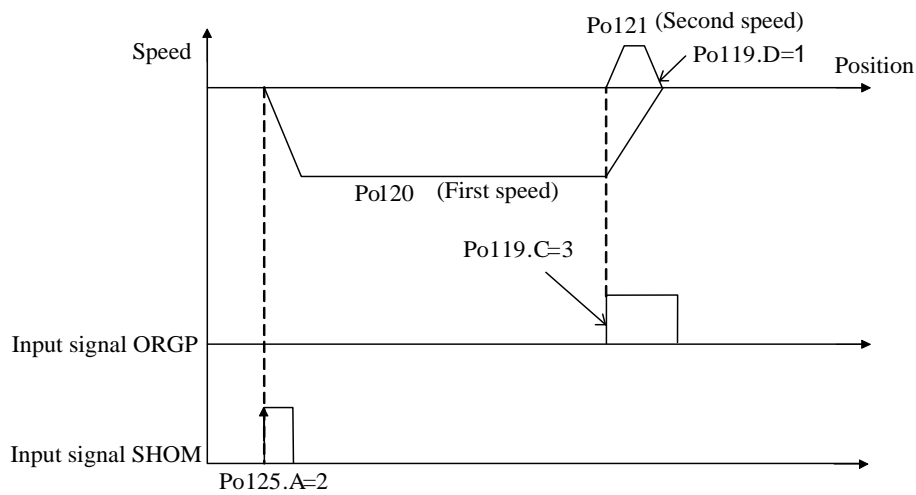 Po121 (Second speed)
Speed
Po119.D=1
Position
Po120 (First speed)
Po119.C=3
Input signal ORGP
Input signal SHOM
Po125.A=2